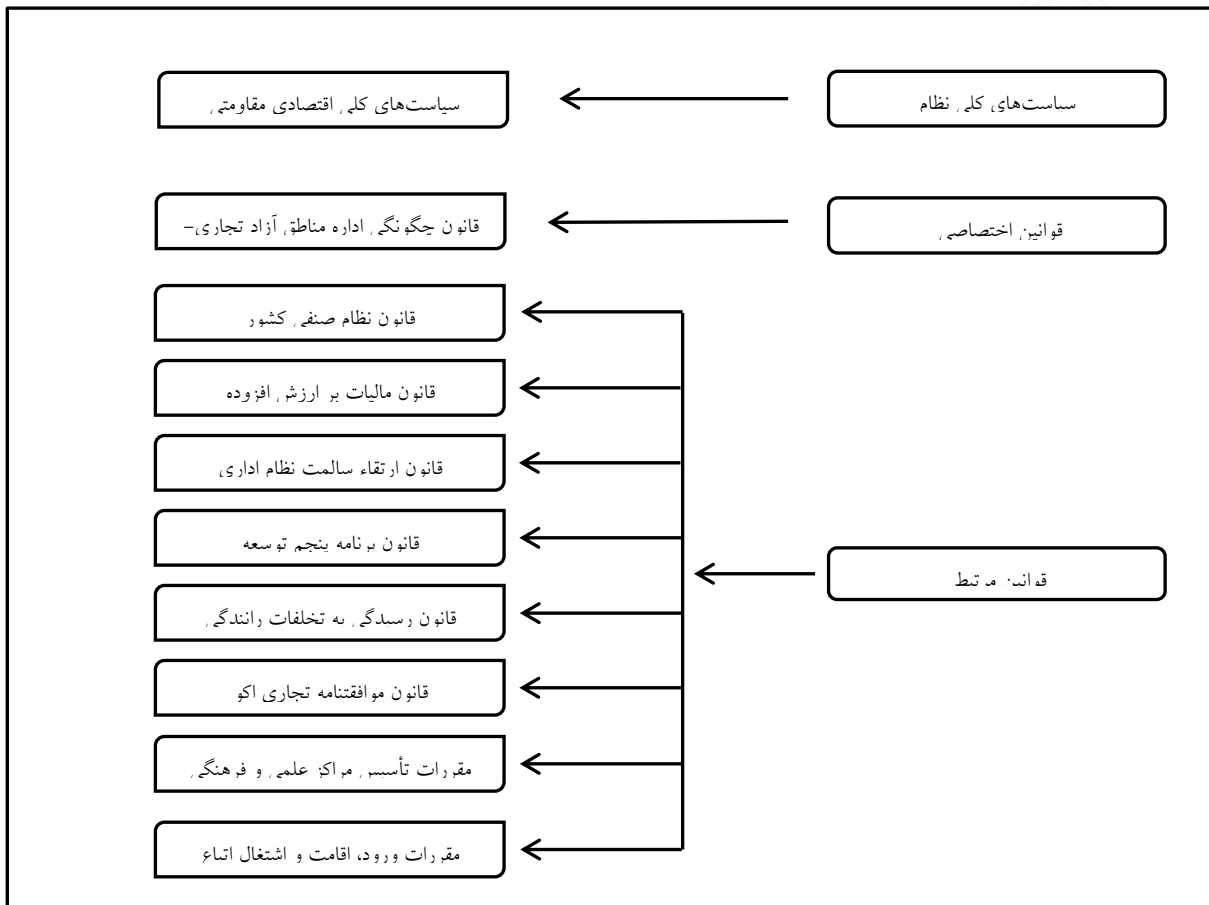 سیاست‌های کلی نظام
سیاست‌های کلی اقتصادی مقاومتی
قوانین اختصاصی
قانون چگونگی اداره مناطق آزاد تجاری-
قوانین مرتبط
قانون نظام صنفی کشور
قانون مالیات بر ارزش افزوده
قانون ارتقاء سالمت نظام اداری
قانون برنامه پنجم توسعه
قانون رسیدگی به تخلفات رانندگی
قانون موافقتنامه تجاری اکو
مقررات تأسیس مراکز علمی و فرهنگی
مقررات ورود، اقامت و اشتغال اتباع